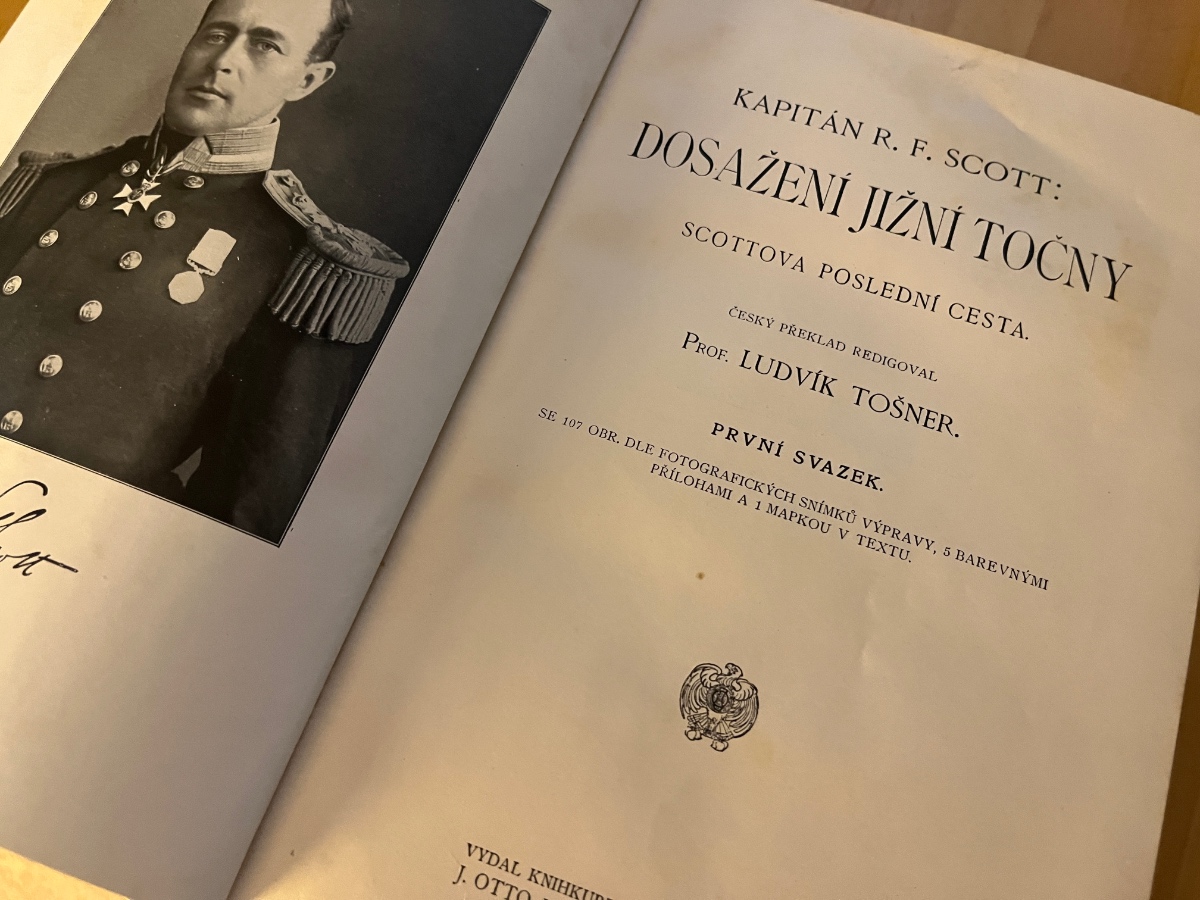 KAPITÁN R. F. SCOTT:
DOSAŽENÍ JIŽNÍ TOČNY
SCOTTOVA POSLEDNÍ CESTA.
ČESKÝ PŘEKLAD REDIGOVAL
PROF. LUDVÍK TOŠNER.
PRVNÍ SVAZEK.
SE 107 OBR. DLE FOTOGRAFICKÝCH SNÍMKŮ VÝPRAVY, 5 BAREVNÝMI
PŘÍLOHAMI A 1 MAPKOU V TEXTU.
VYDAL
J. OTTO